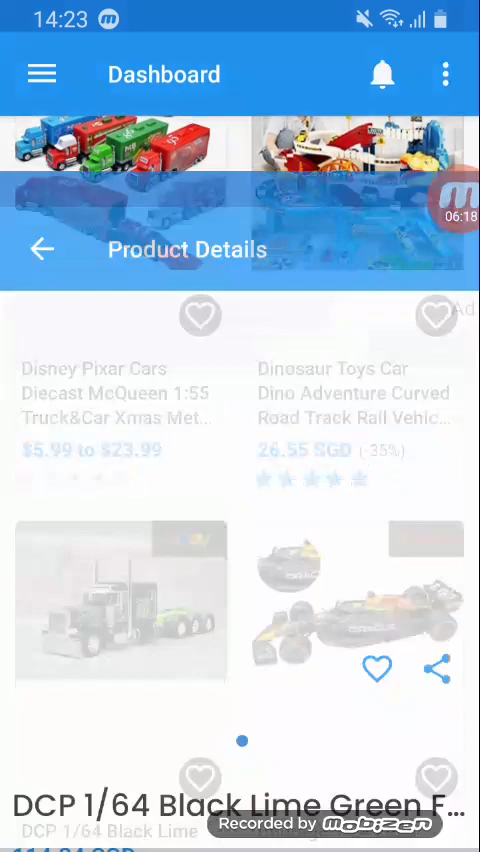 14:23
Dashboard
06:18
Product Details
Ad
Disney Pixar Cars
Diecast McQueen 1:55
Truck&Car Xmas Met...
$5.99 to $23.99
Dinosaur Toys Car
Dino Adventure Curved
Road Track Rail Vehic...
26.55 SGD (-35%)
ORACLE
DCP 1/64 Black Lime Green F...
Recorded by mobizen
DCP 1/64 Black Lime